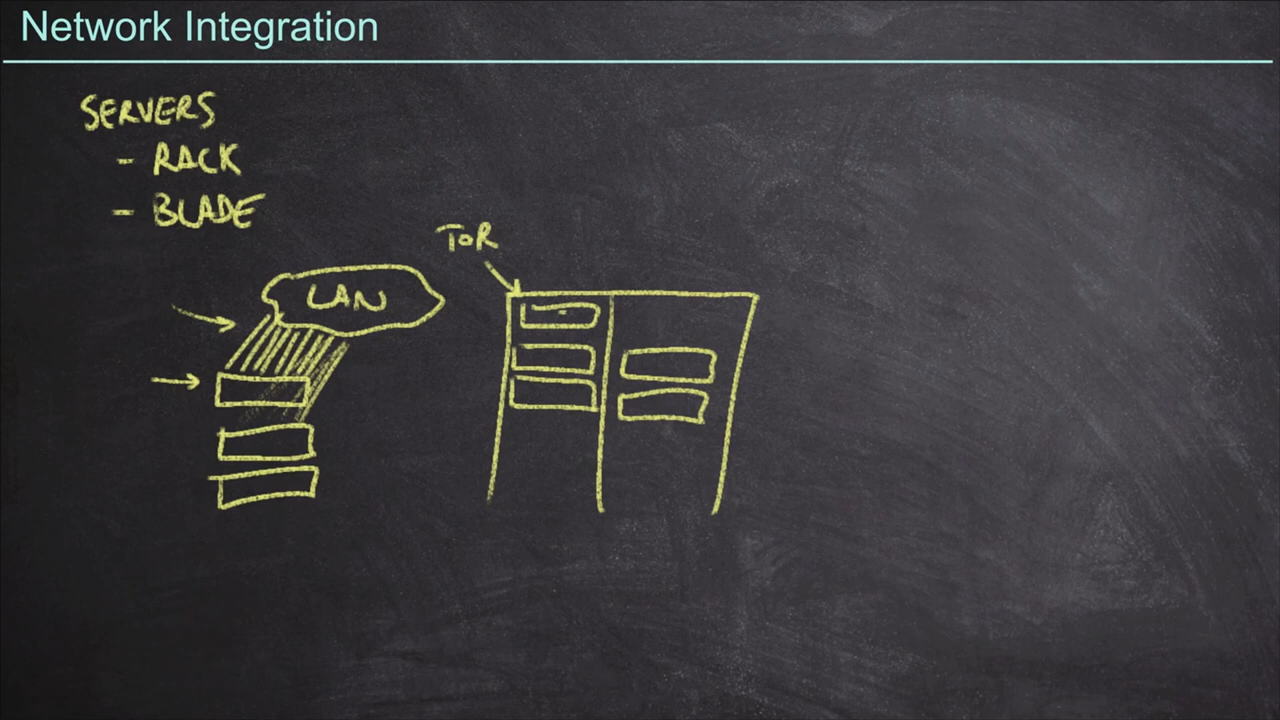 Network Integration
SERVERS
- RACK
- BLADE
TOR
LAN